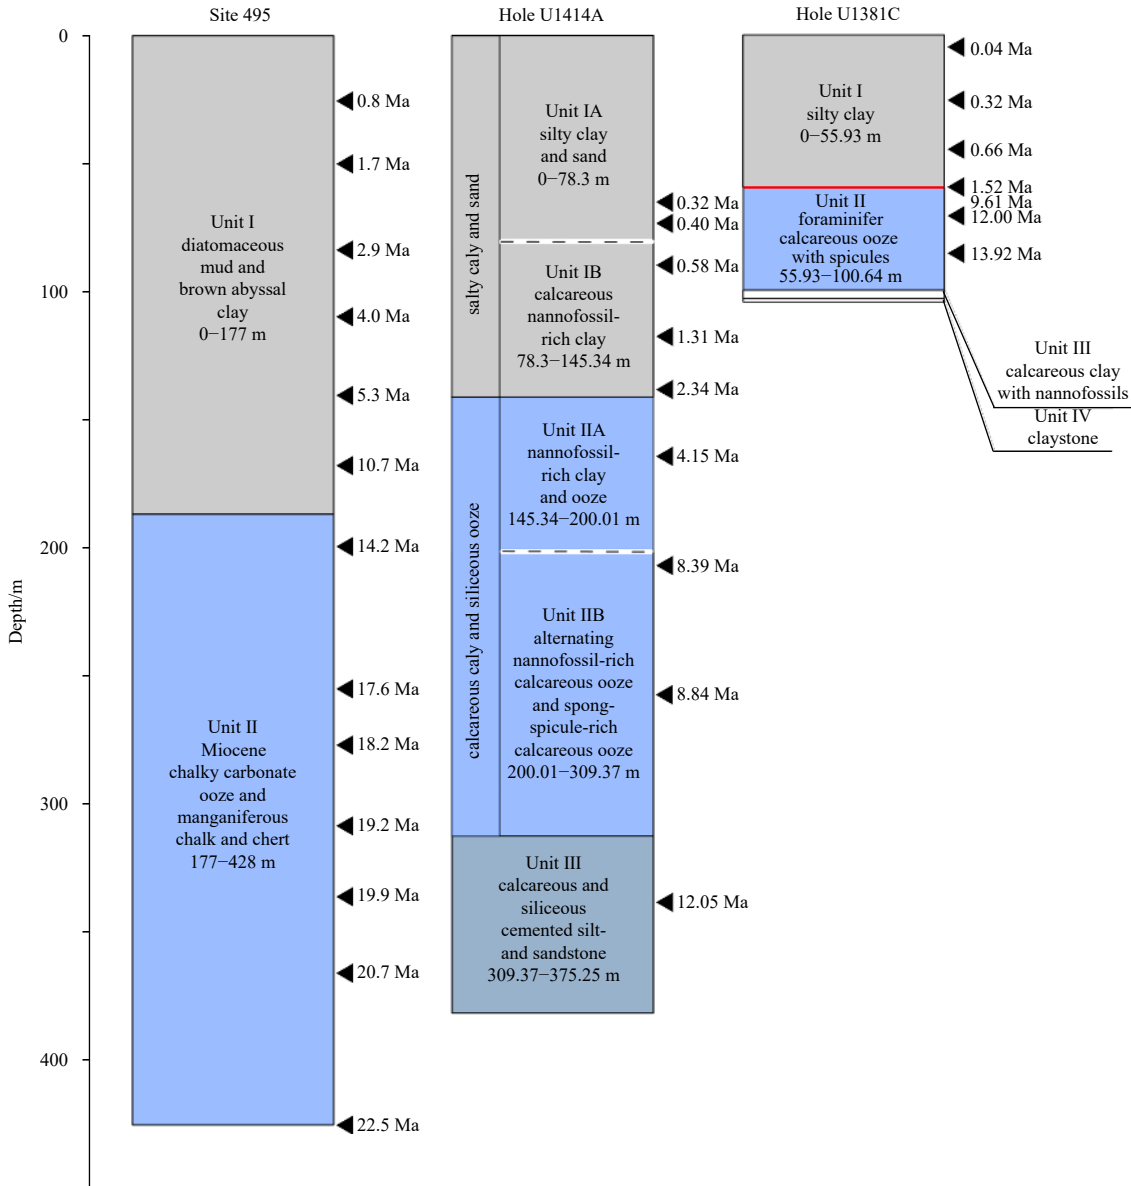 Site 495
Hole U1414A
Hole U1381C
Depth/m
0
100
200
300
400
Unit I
diatomaceous
mud and
brown abyssal
clay
0−177 m
Unit II
Miocene
chalky carbonate
ooze and
manganiferous
chalk and chert
177−428 m
0.8 Ma
1.7 Ma
2.9 Ma
4.0 Ma
5.3 Ma
10.7 Ma
14.2 Ma
17.6 Ma
18.2 Ma
19.2 Ma
19.9 Ma
20.7 Ma
22.5 Ma
salty caly and sand
calcareous caly and siliceous ooze
Unit IA
silty clay
and sand
0−78.3 m
Unit IB
calcareous
nannofossil-
rich clay
78.3−145.34 m
Unit IIA
nannofossil-
rich clay
and ooze
145.34−200.01 m
Unit IIB
alternating
nannofossil-rich
calcareous ooze
and spong-
spicule-rich
calcareous ooze
200.01−309.37 m
Unit III
calcareous and
siliceous
cemented silt-
and sandstone
309.37−375.25 m
0.32 Ma
0.40 Ma
0.58 Ma
1.31 Ma
2.34 Ma
4.15 Ma
8.39 Ma
8.84 Ma
12.05 Ma
Unit I
silty clay
0−55.93 m
Unit II
foraminifer
calcareous ooze
with spicules
55.93−100.64 m
0.04 Ma
0.32 Ma
0.66 Ma
1.52 Ma
9.61 Ma
12.00 Ma
13.92 Ma
Unit III
calcareous clay
with nannofossils
Unit IV
claystone